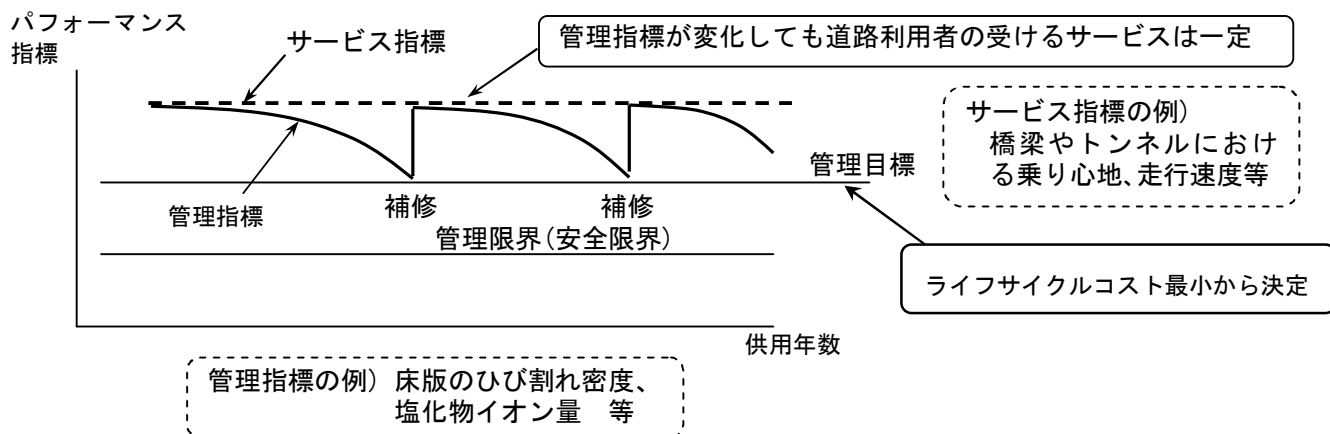 パフォーマンス
指標
サービス指標
管理指標が変化しても道路利用者の受けるサービスは一定
サービス指標の例）
橋梁やトンネルにおけ
る乗り心地、走行速度等
管理目標
管理指標
補修
補修
管理限界（安全限界）
ライフサイクルコスト最小から決定
供用年数
管理指標の例）床版のひび割れ密度、
塩化物イオン量　等